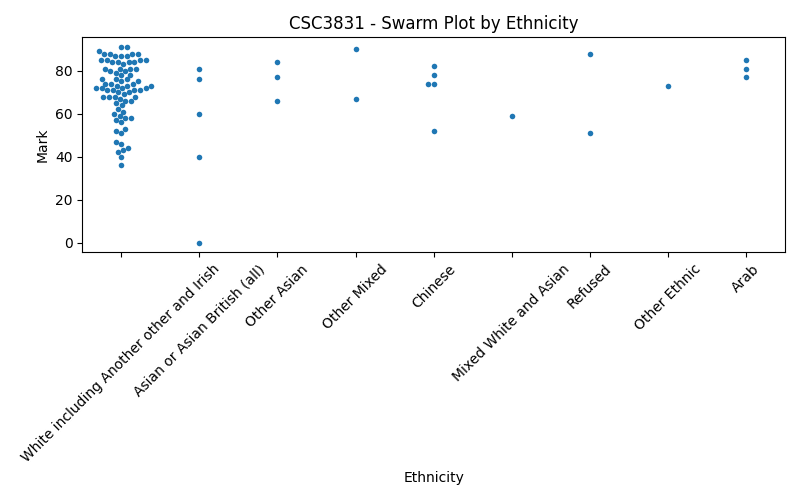 CSC3831 - Swarm Plot by Ethnicity
Mark
80
60
40
20
0
White including Another other and Irish
Asian or Asian British (all)
Other Asian
Other Mixed
Chinese
Mixed White and Asian
Refused
Other Ethnic
Arab
Ethnicity